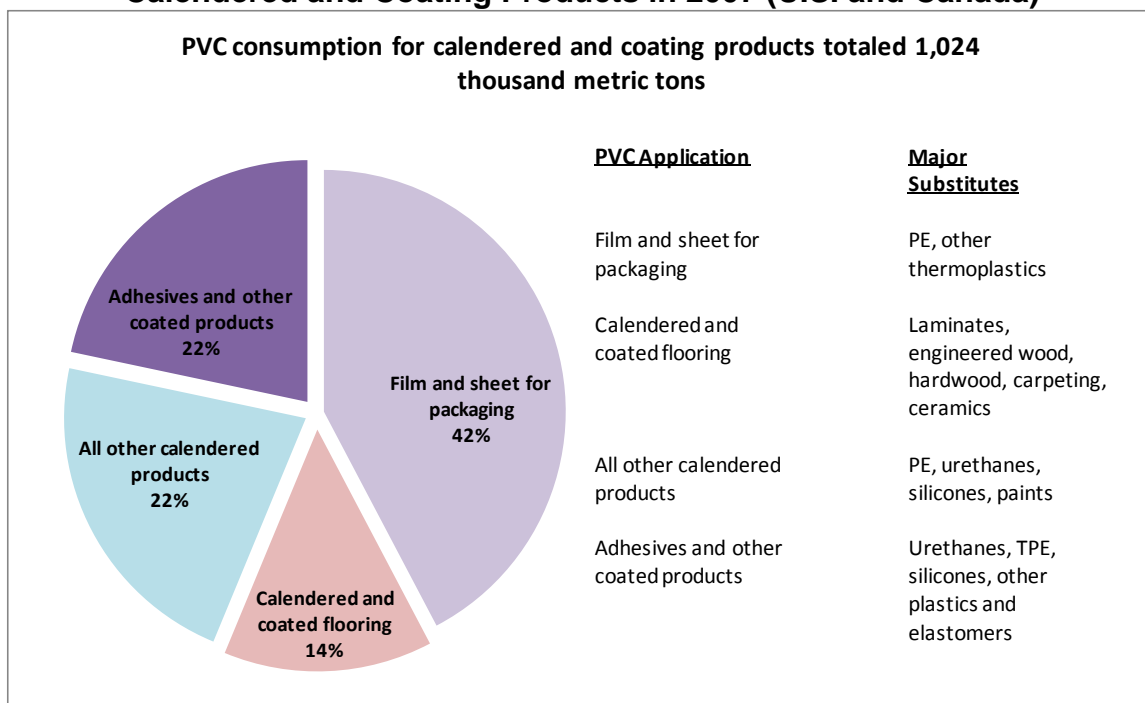 PVC consumption for calendered and coating products totaled 1,024
thousand metric tons
Adhesives and other
coated products
22%
Film and sheet for
packaging
42%
All other calendered
products
22%
Calendered and
coated flooring
14%
PVC Application
Major
Substitutes
Film and sheet for
packaging
PE, other
thermoplastics
Calendered and
coated flooring
Laminates,
engineered wood,
hardwood, carpeting,
ceramics
All other calendered
products
PE, urethanes,
silicones, paints
Adhesives and other
coated products
Urethanes, TPE,
silicones, other
plastics and
elastomers